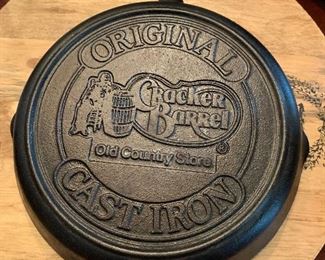 ORIGINAL
Cracker
Barrel
®
Old Country Store
CAST IRON